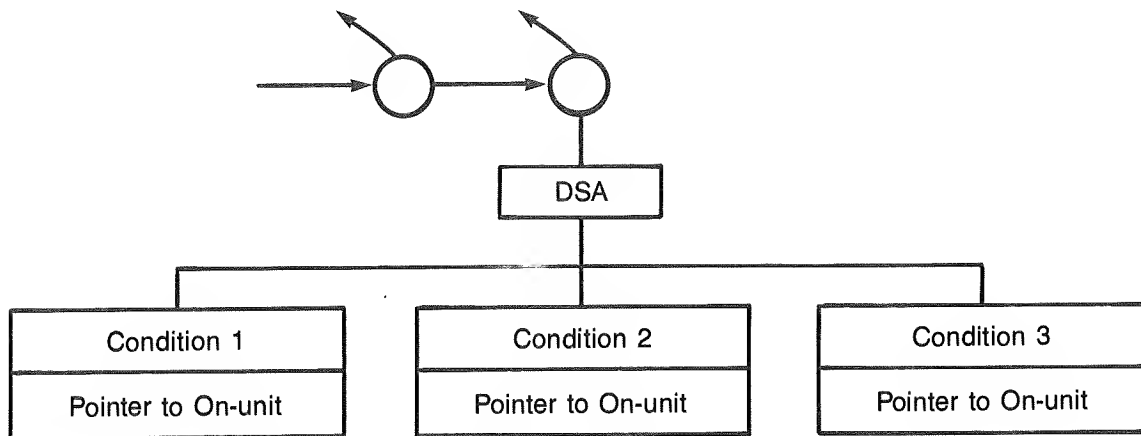 DSA
Condition 1
Condition 2
Condition 3
Pointer to On-unit
Pointer to On-unit
Pointer to On-unit